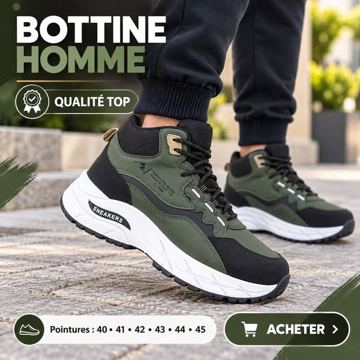 BOTTINE
HOMME
QUALITÉ TOP
SNEAKERS
Pointures : 40 • 41 • 42 • 43 • 44 • 45
ACHETER >